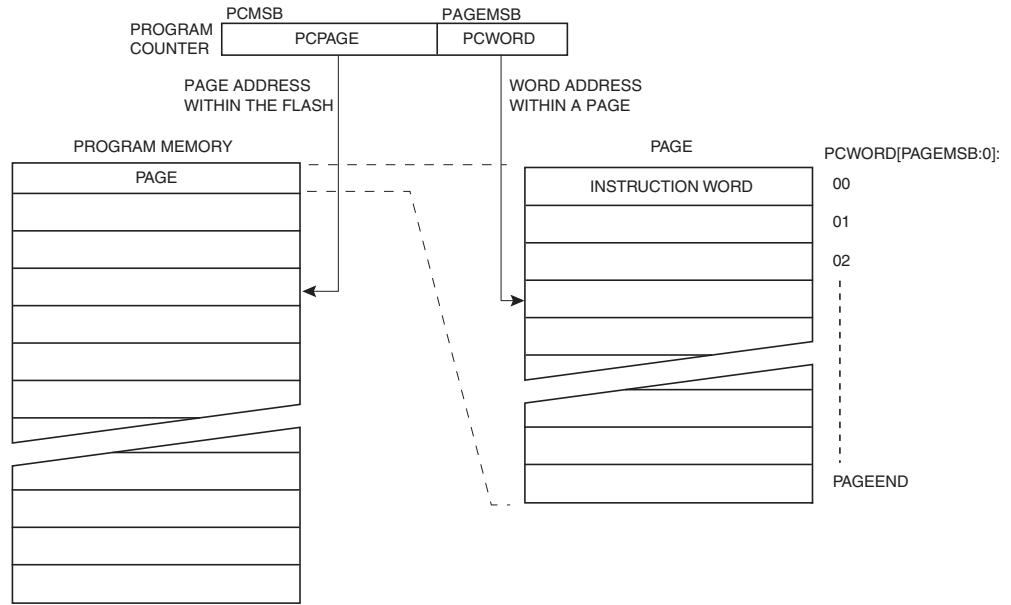 PCMSB PAGEMSB
PROGRAM
COUNTER
PCPAGE PCWORD
PAGE ADDRESS
WITHIN THE FLASH
WORD ADDRESS
WITHIN A PAGE
PROGRAM MEMORY
PAGE
PAGE
PCWORD[PAGEMSB:0]:
INSTRUCTION WORD
00
01
02
PAGEEND